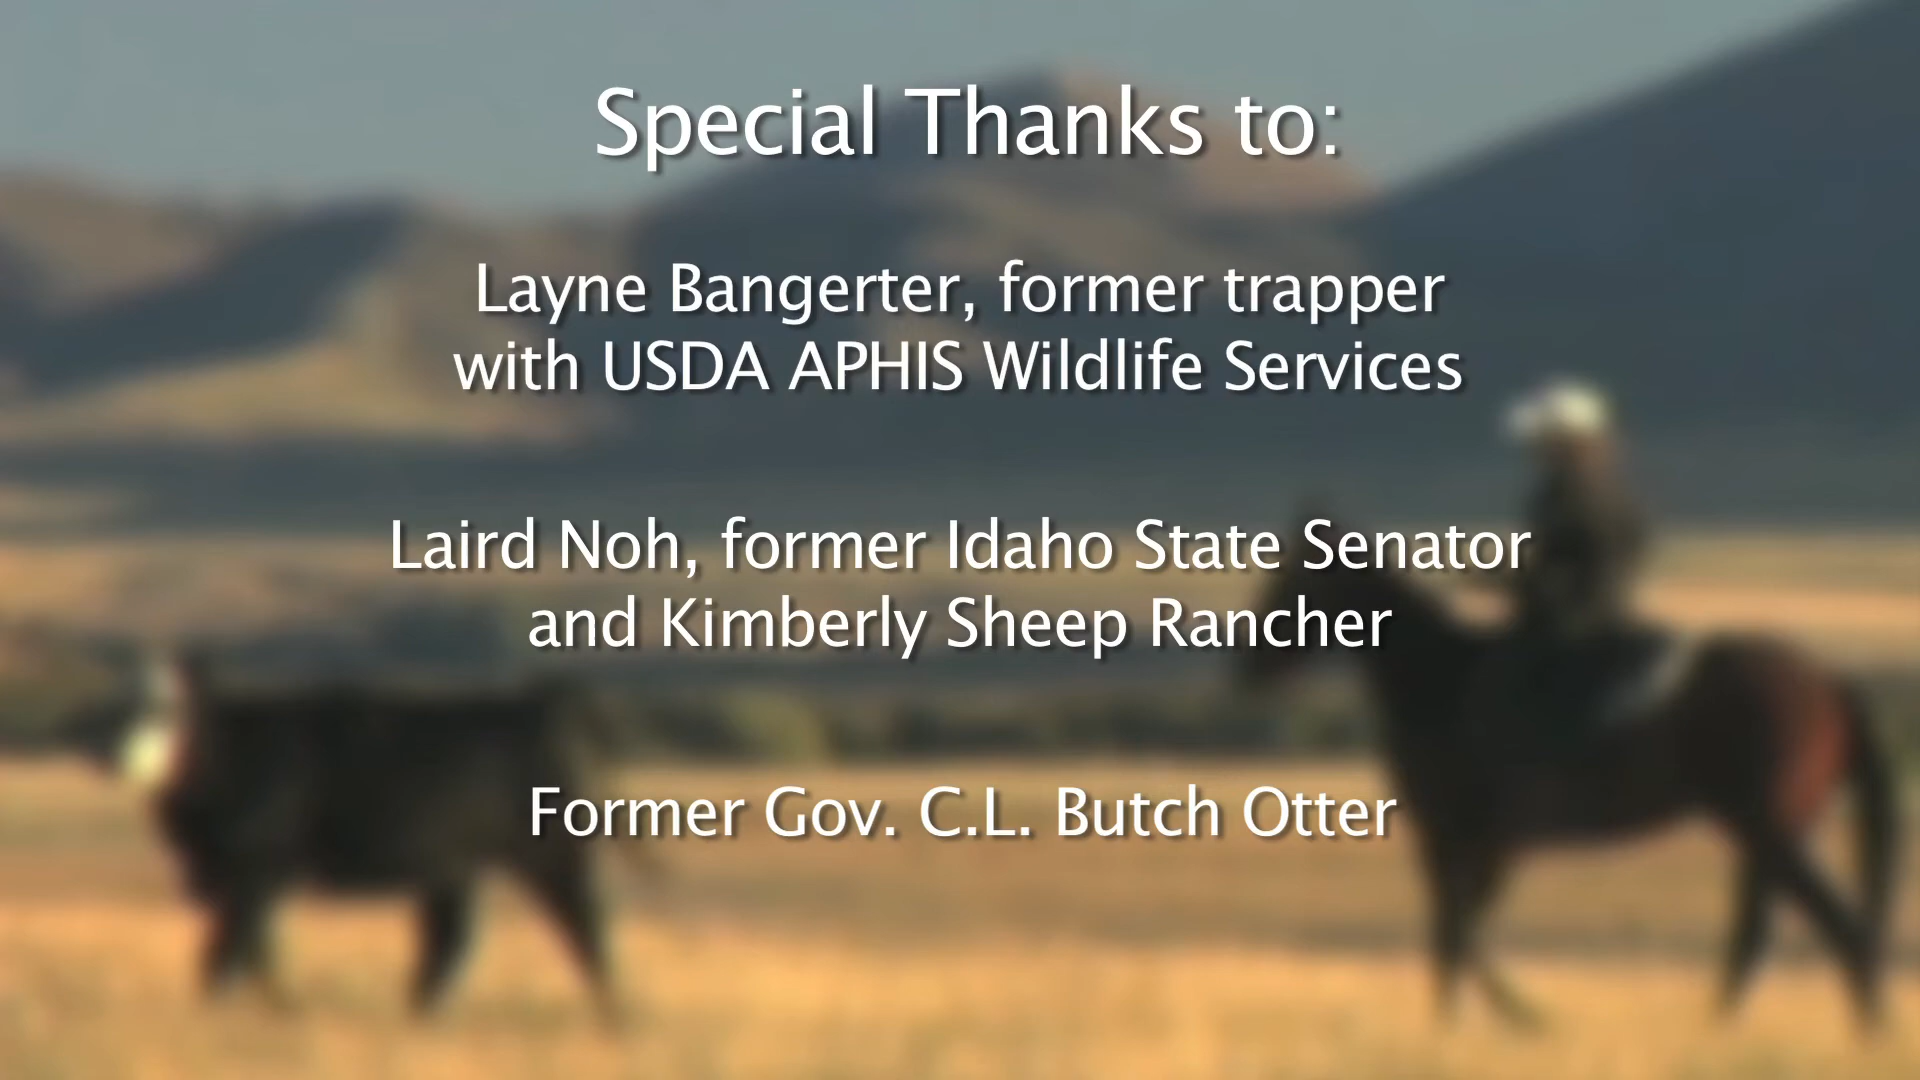 Special Thanks to:
Layne Bangerter, former trapper
with USDA APHIS Wildlife Services
Laird Noh, former Idaho State Senator
and Kimberly Sheep Rancher
Former Gov. C.L. Butch Otter